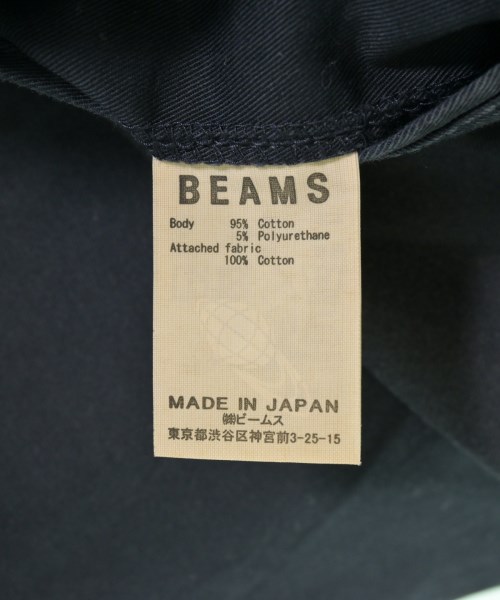 BEAMS
Body 95% Cotton
5% Polyurethane
Attached fabric
100% Cotton
MADE IN JAPAN
㈱ビームス
東京都渋谷区神宮前3-25-15